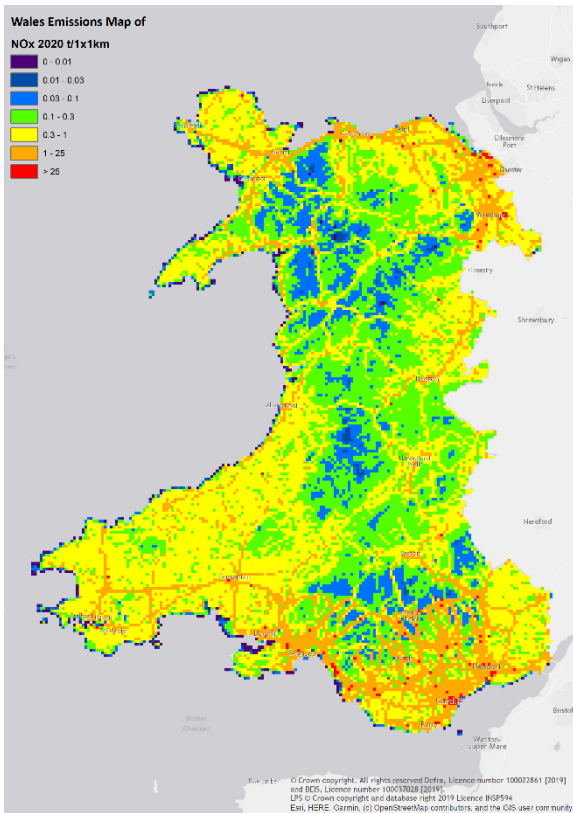 Wales Emissions Map of
NOx 2020 t/1x1km
0 - 0.01
0.01 - 0.03
0.03 - 0.1
0.1 - 0.3
0.3 - 1
1 - 25
> 25
Southport
Wigan
St Helens
Liverpool
Ellesmere
Port
Chester
Wrexham
Oswestry
Shrewsbury
Hereford
Newport
Cardiff
Barry
Swansea
Llanelli
Bristol
Channel
Bristol
Weston-
super-Mare
© Crown copyright. All rights reserved Defra, Licence number 100022861 [2019]
and BEIS, Licence number 100037028 [2019].
LPS © Crown copyright and database right 2019 Licence INSP594
Esri, HERE, Garmin, (c) OpenStreetMap contributors, and the GIS user community